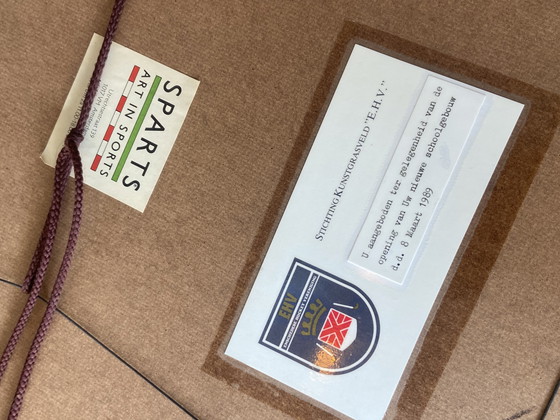 SPARTS
ART IN SPORTS
STICHTING KUNSTGRASVELD "E.H.V."
U aangeboden ter gelegenheid van de
opening van Uw nieuwe schoolgebouw
d.d. 8 Maart 1989
EHV